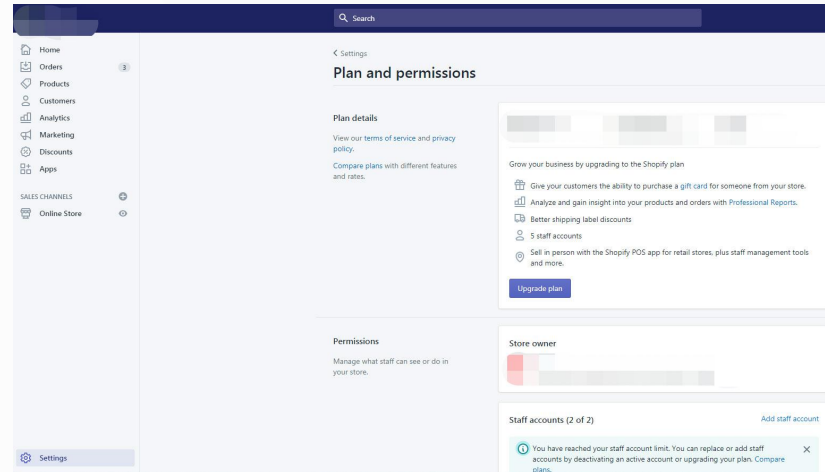 Search
Home
Orders
3
Products
Customers
Analytics
Marketing
Discounts
Apps
SALES CHANNELS
Online Store
Settings
Settings
Plan and permissions
Plan details
View our terms of service and privacy
policy.
Compare plans with different features
and rates.
Grow your business by upgrading to the Shopify plan
Give your customers the ability to purchase a gift card for someone from your store.
Analyze and gain insight into your products and orders with Professional Reports.
Better shipping label discounts
5 staff accounts
Sell in person with the Shopify POS app for retail stores, plus staff management tools
and more.
Upgrade plan
Permissions
Manage what staff can see or do in
your store.
Store owner
Staff accounts (2 of 2)
Add staff account
You have reached your staff account limit. You can replace or add staff
accounts by deactivating an active account or upgrading your plan. Compare
plans.